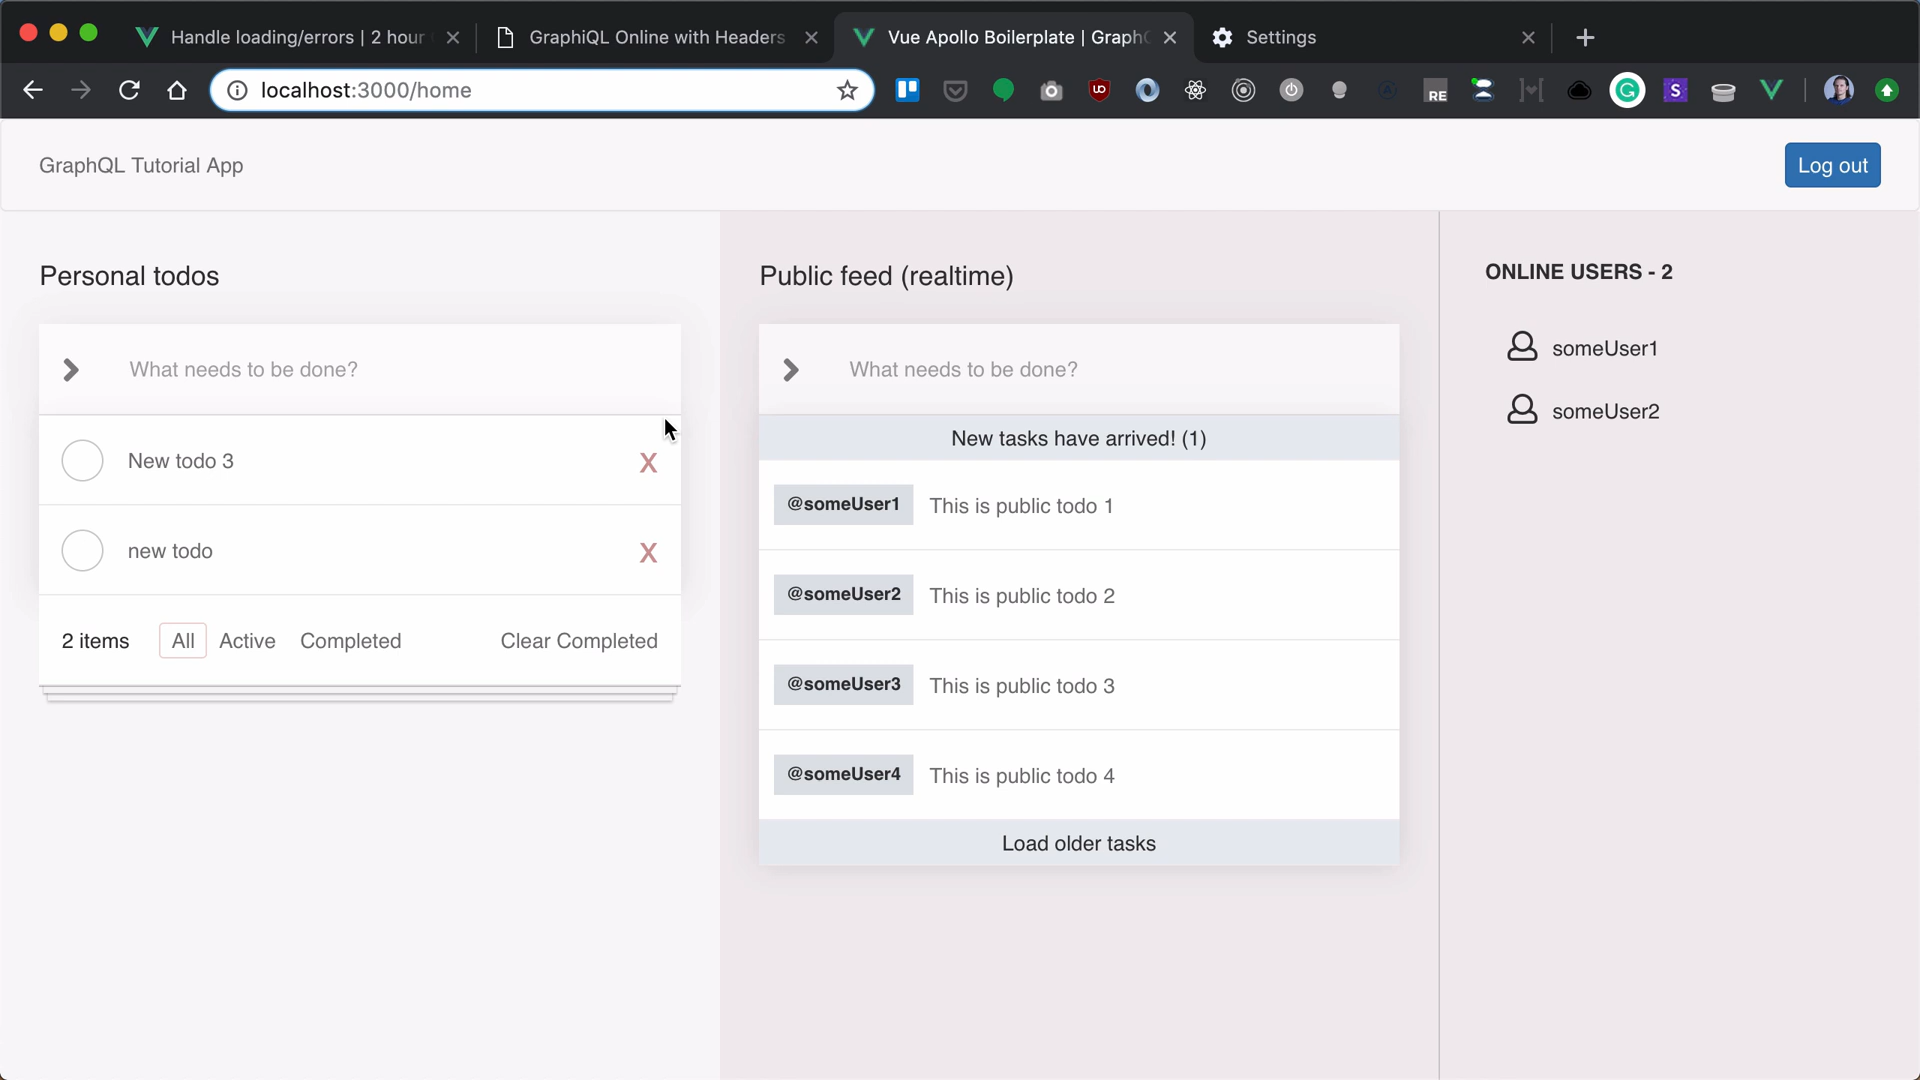 Handle loading/errors | 2 hour
GraphiQL Online with Headers
Vue Apollo Boilerplate | GraphQ
Settings
localhost:3000/home
GraphQL Tutorial App
Log out
Personal todos
What needs to be done?
New todo 3
X
new todo
X
2 items
All
Active
Completed
Clear Completed
Public feed (realtime)
What needs to be done?
New tasks have arrived! (1)
@someUser1 This is public todo 1
@someUser2 This is public todo 2
@someUser3 This is public todo 3
@someUser4 This is public todo 4
Load older tasks
ONLINE USERS - 2
someUser1
someUser2